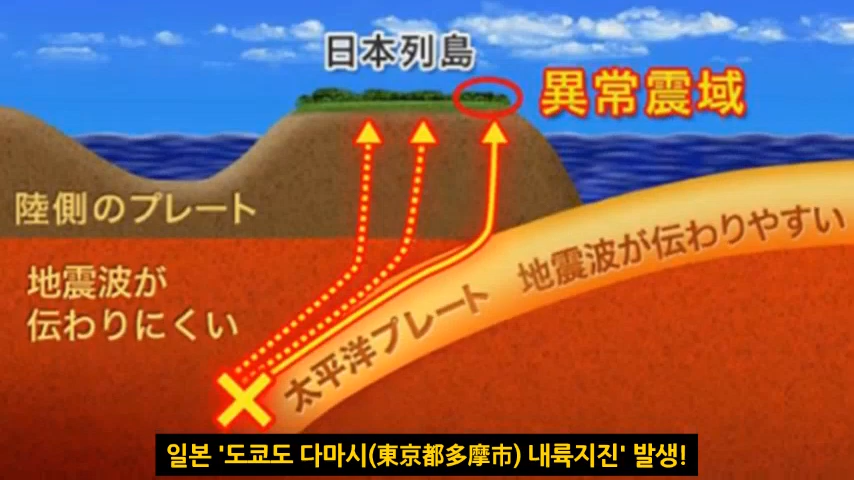 日本列島
異常震域
陸側のプレート
地震波が
伝わりにくい
太平洋プレート 地震波が伝わりやすい
일본 '도쿄도 다마시(東京都多摩市) 내륙지진' 발생!